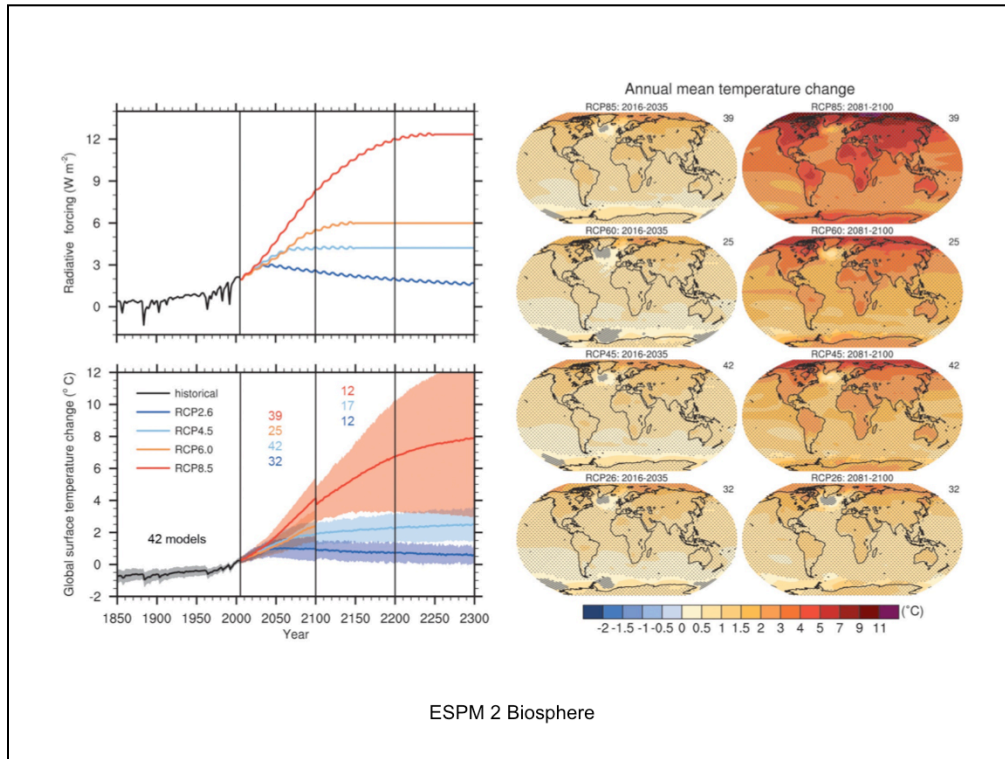 Radiative forcing (W m-2)
12
9
6
3
0
Global surface temperature change (° C)
12
10
8
6
4
2
0
-2
historical
RCP2.6
RCP4.5
RCP6.0
RCP8.5
39
25
42
32
12
17
12
42 models
1850 1900 1950 2000 2050 2100 2150 2200 2250 2300
Year
Annual mean temperature change
RCP85: 2016-2035
39
RCP85: 2081-2100
39
RCP60: 2016-2035
25
RCP60: 2081-2100
25
RCP45: 2016-2035
42
RCP45: 2081-2100
42
RCP26: 2016-2035
32
RCP26: 2081-2100
32
(°C)
-2 -1.5 -1 -0.5 0 0.5 1 1.5 2 3 4 5 7 9 11
ESPM 2 Biosphere